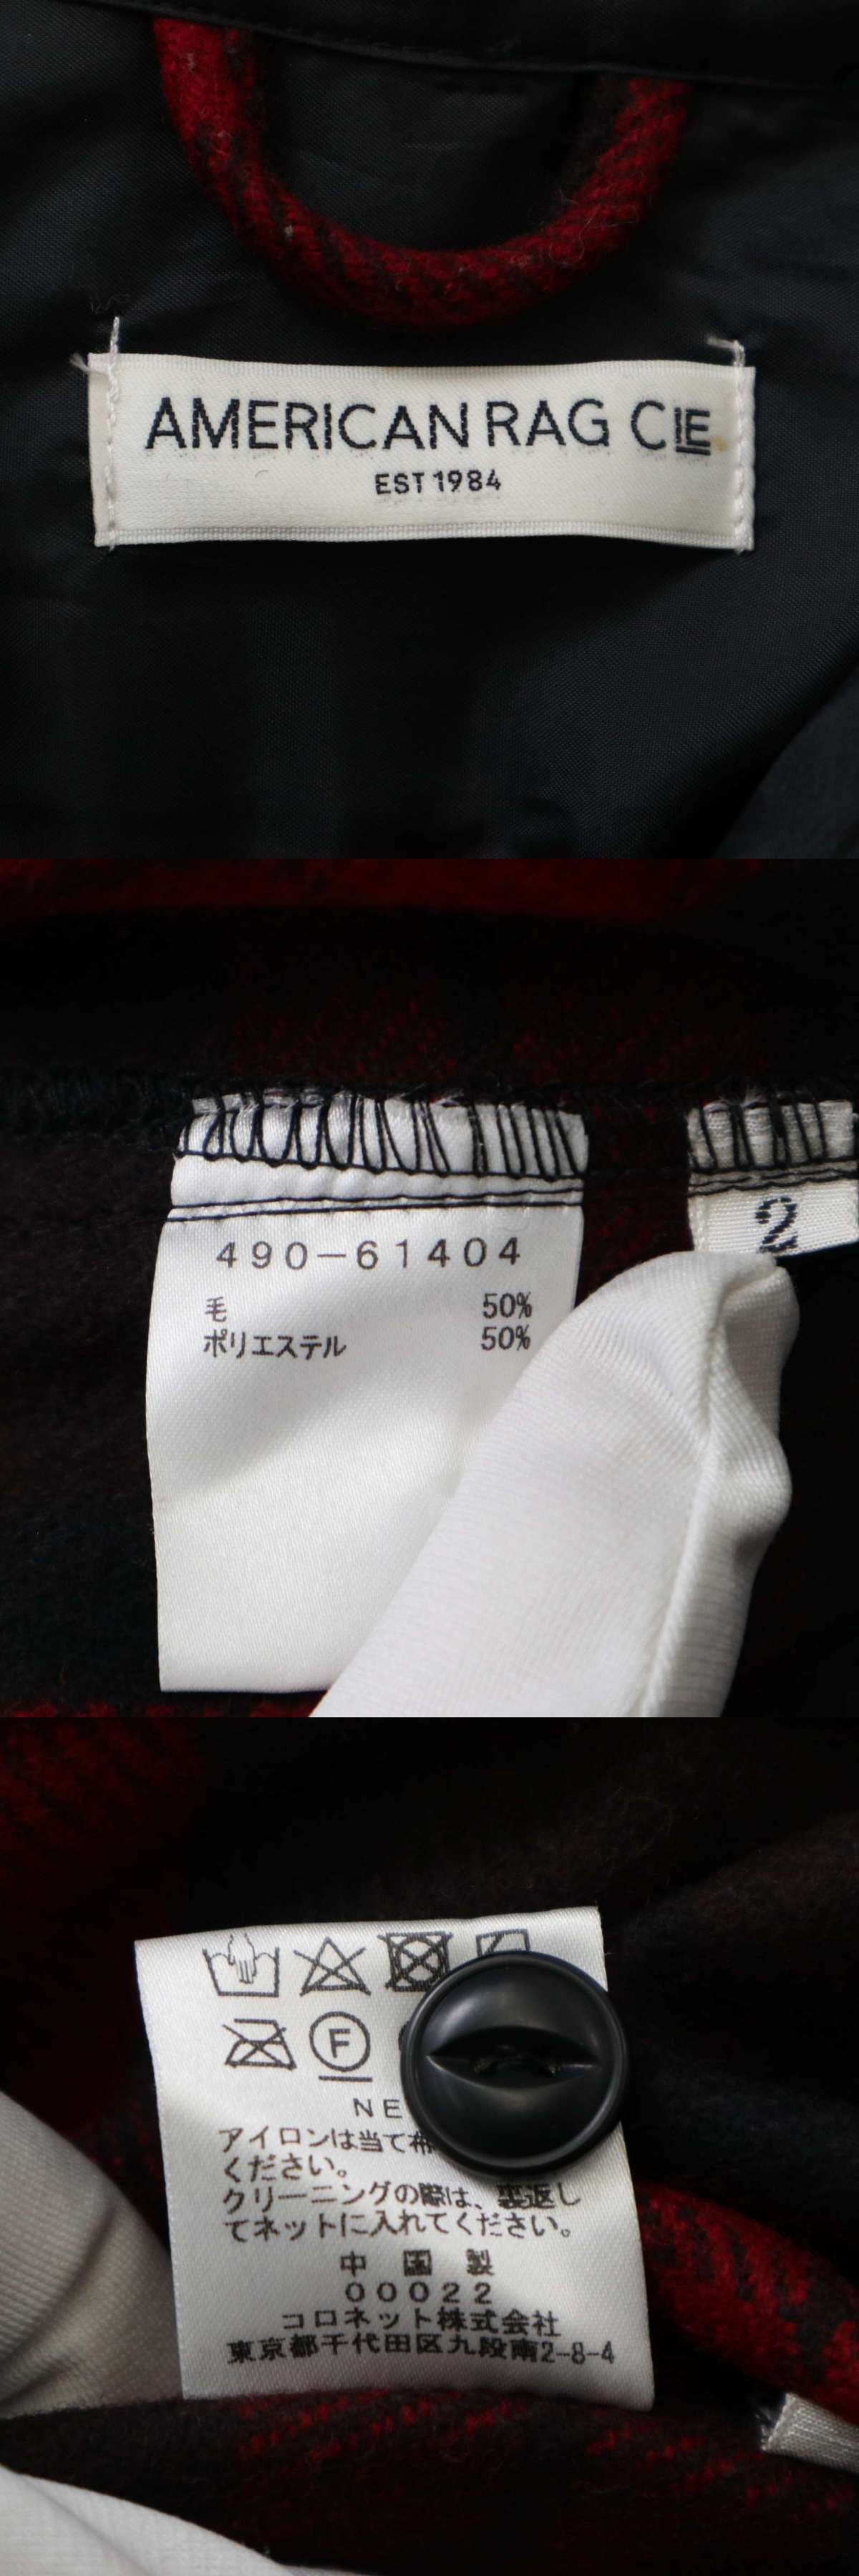 AMERICAN RAG CIE
EST 1984
490-61404
毛 50%
ポリエステル 50%
2
F
NE
アイロンは当て布
ください。
クリーニングの際は、裏返し
てネットに入れてください。
中国製
00022
コロネット株式会社
東京都千代田区九段南2-8-4